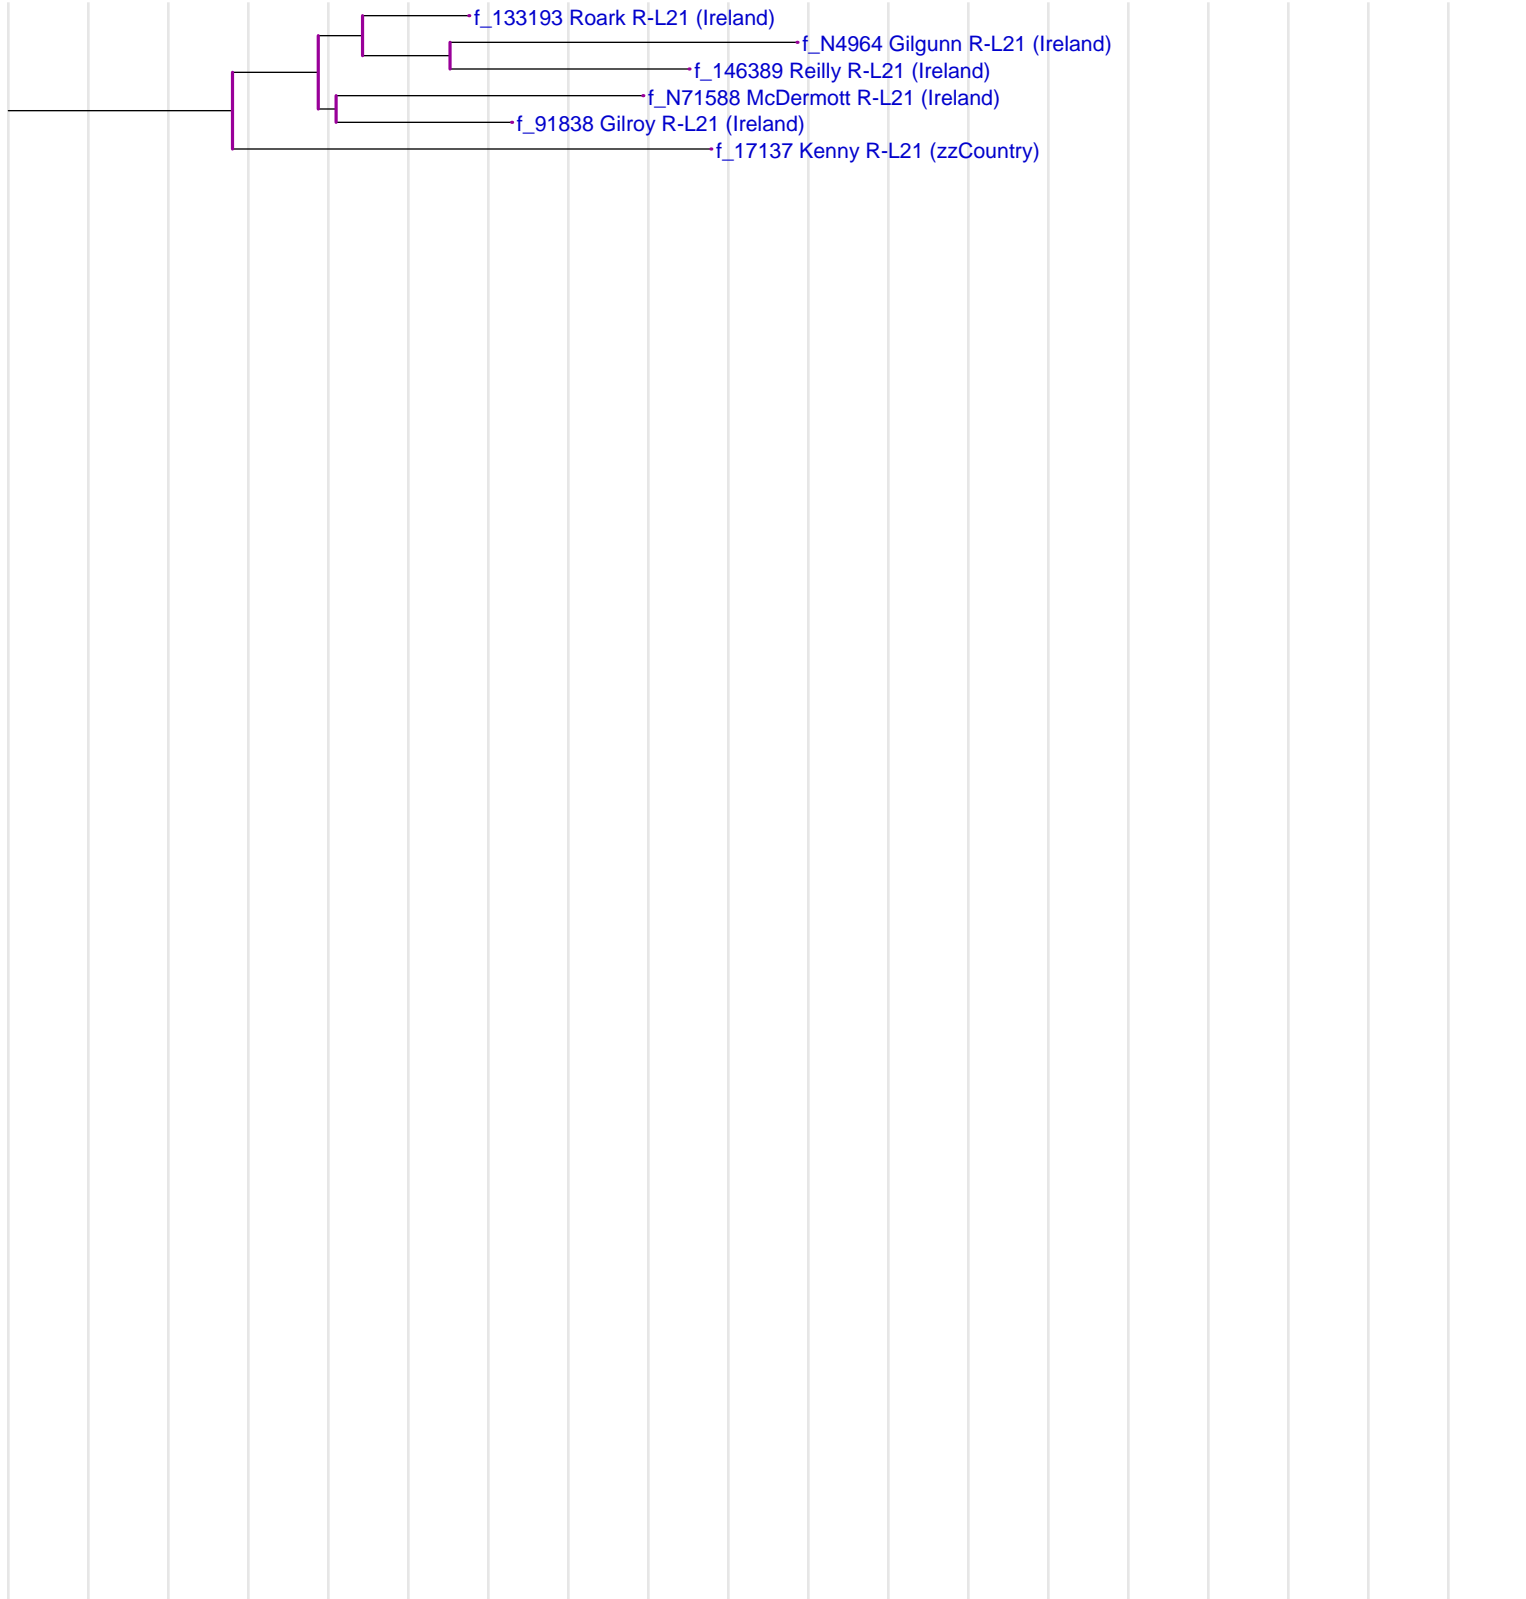 f_133193 Roark R-L21 (Ireland)
f_N4964 Gilgunn R-L21 (Ireland)
f_146389 Reilly R-L21 (Ireland)
f_N71588 McDermott R-L21 (Ireland)
f_91838 Gilroy R-L21 (Ireland)
f_17137 Kenny R-L21 (zzCountry)